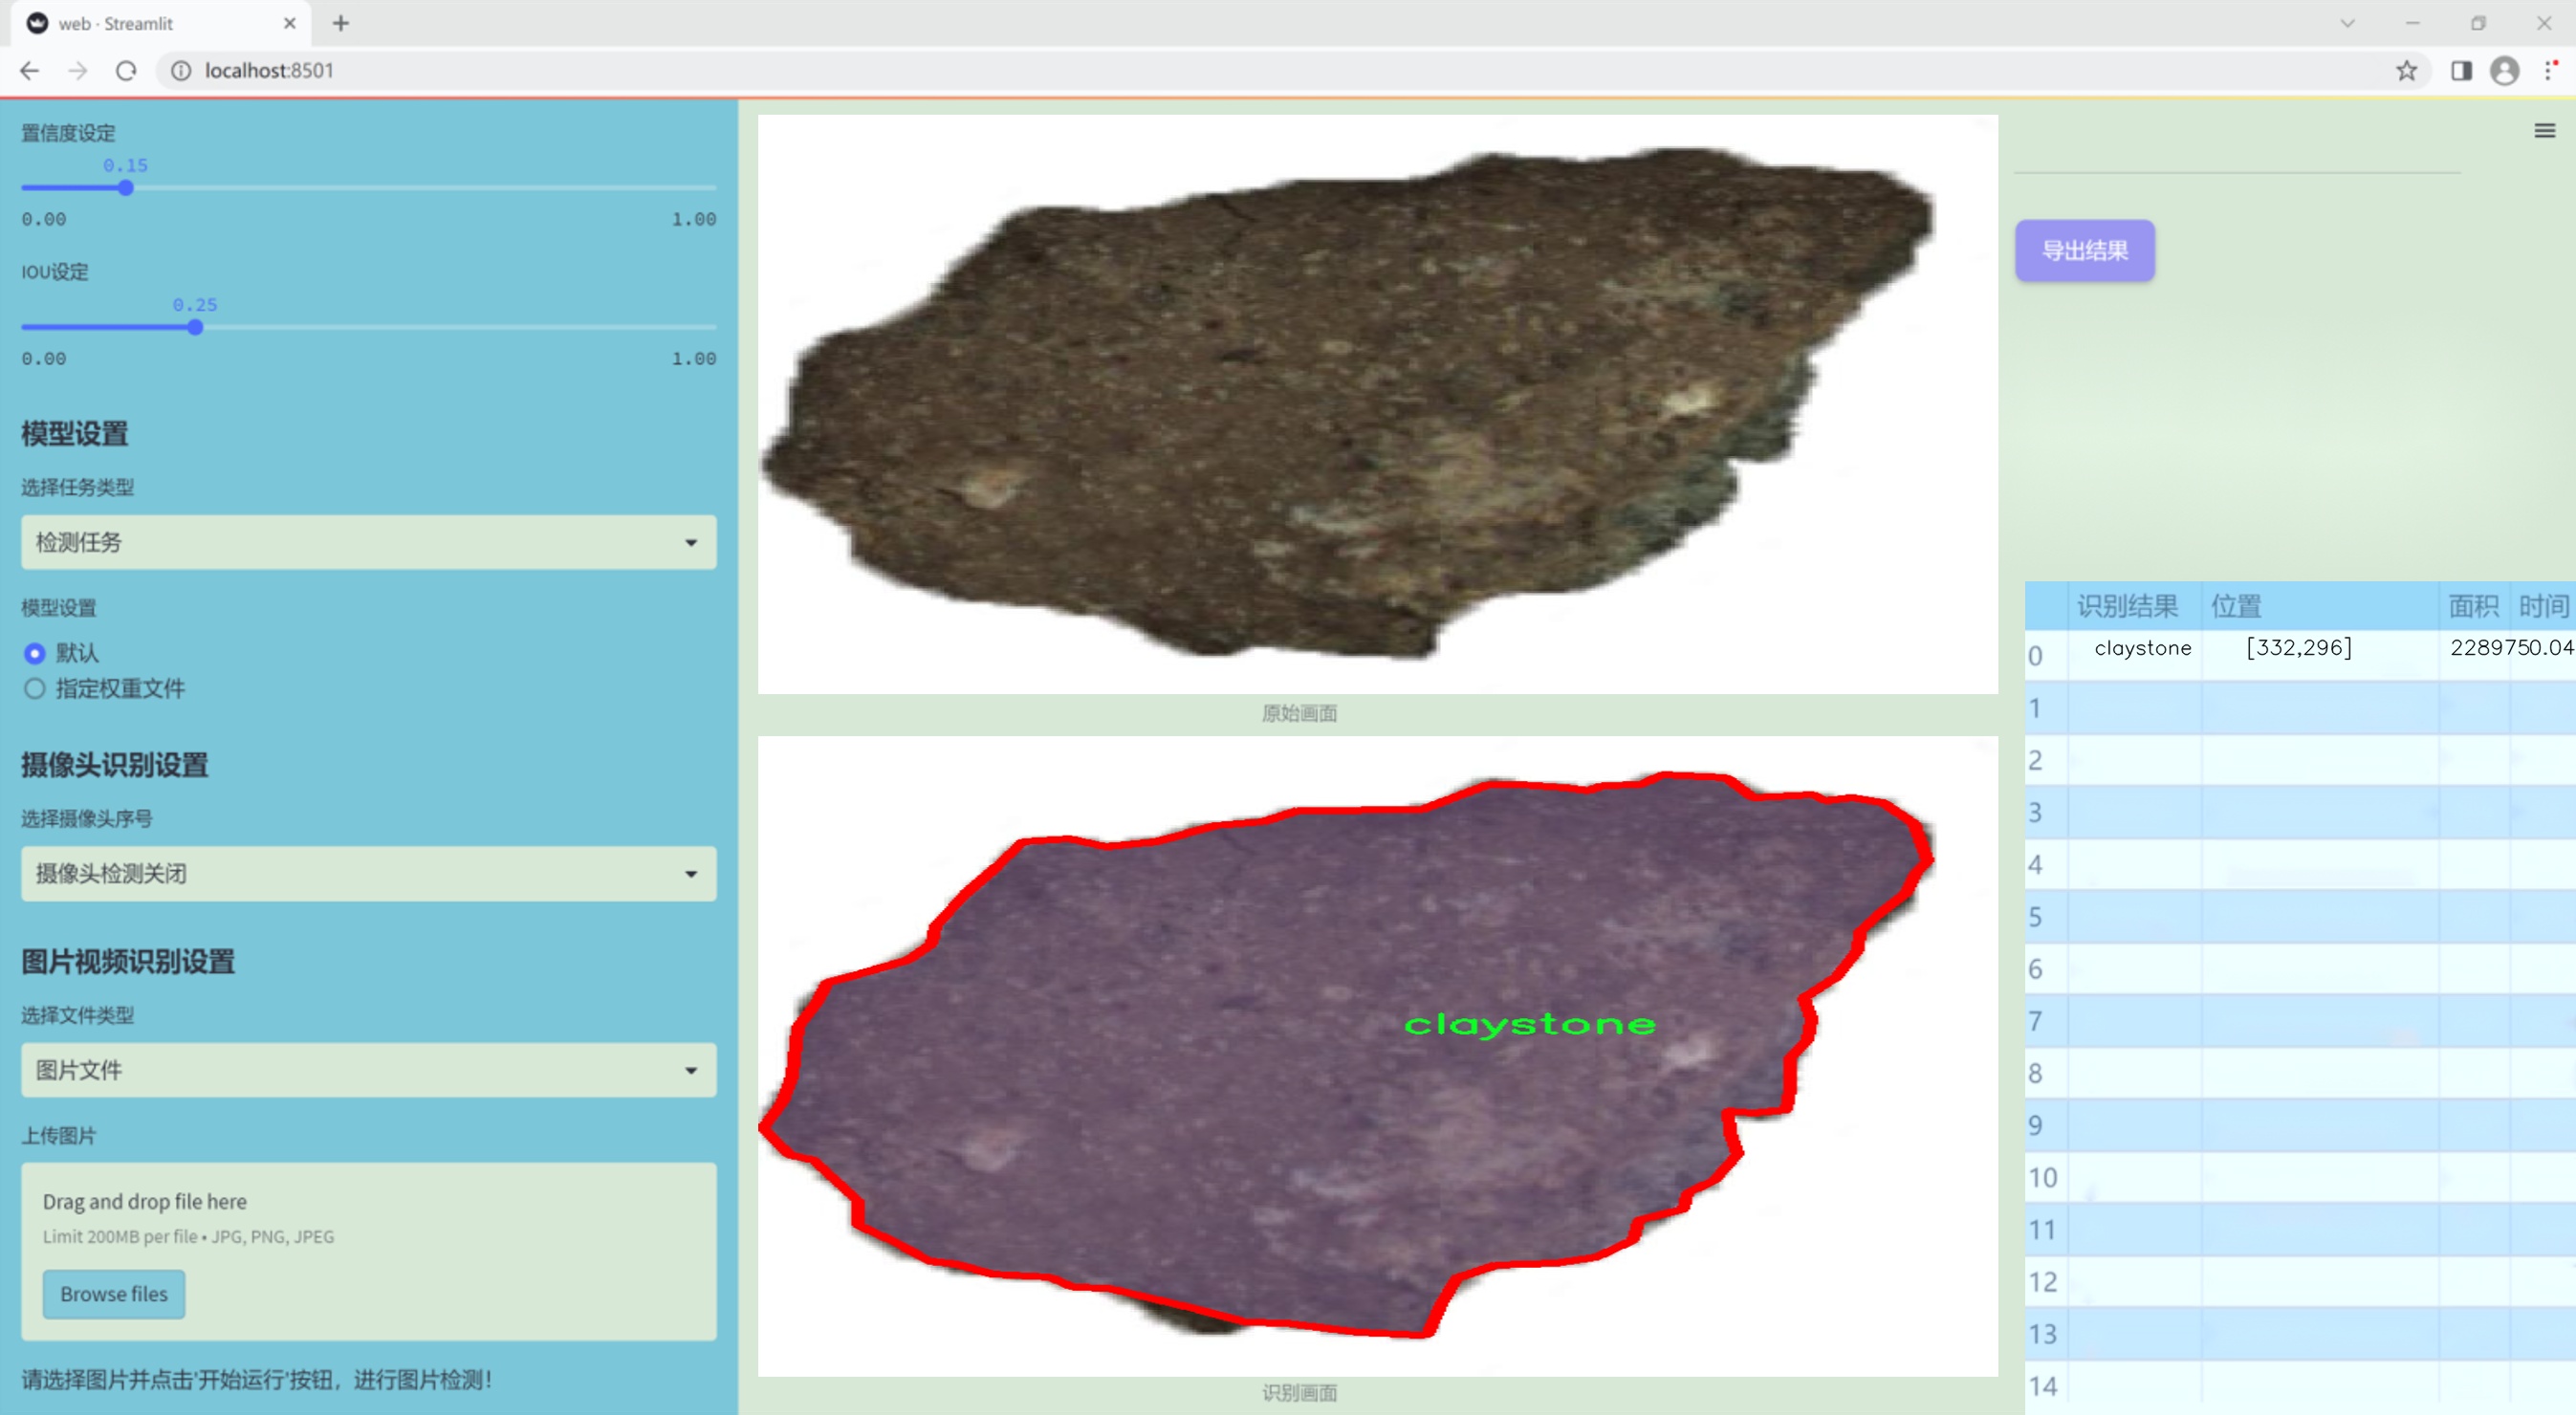 web · Streamlit
localhost:8501
置信度设定
0.15
0.00 1.00
IOU设定
0.25
0.00 1.00
模型设置
选择任务类型
检测任务
模型设置
默认
指定权重文件
摄像头识别设置
选择摄像头序号
摄像头检测关闭
图片视频识别设置
选择文件类型
图片文件
上传图片
Drag and drop file here
Limit 200MB per file • JPG, PNG, JPEG
Browse files
请选择图片并点击'开始运行'按钮，进行图片检测！
原始画面
claystone
识别画面
导出结果
识别结果 位置 面积 时间
0 claystone [332,296] 2289750.04
1
2
3
4
5
6
7
8
9
10
11
12
13
14